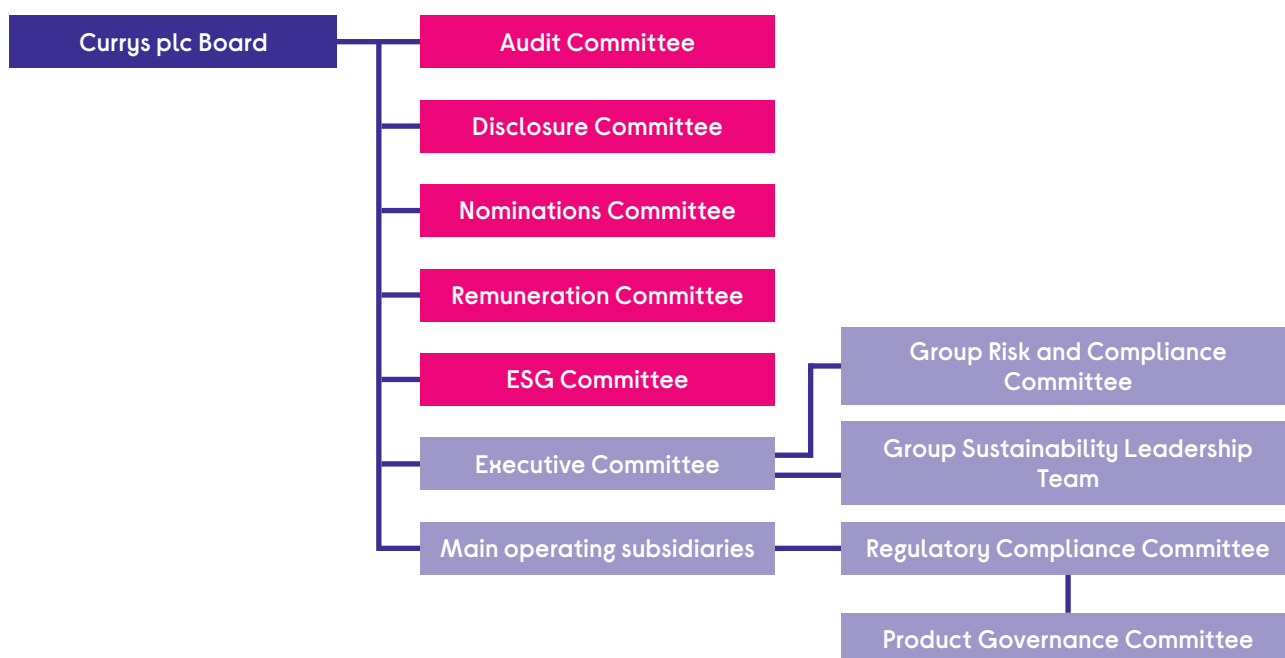 Currys plc Board
Audit Committee
Disclosure Committee
Nominations Committee
Remuneration Committee
ESG Committee
Executive Committee
Main operating subsidiaries
Group Risk and Compliance
Committee
Group Sustainability Leadership
Team
Regulatory Compliance Committee
Product Governance Committee